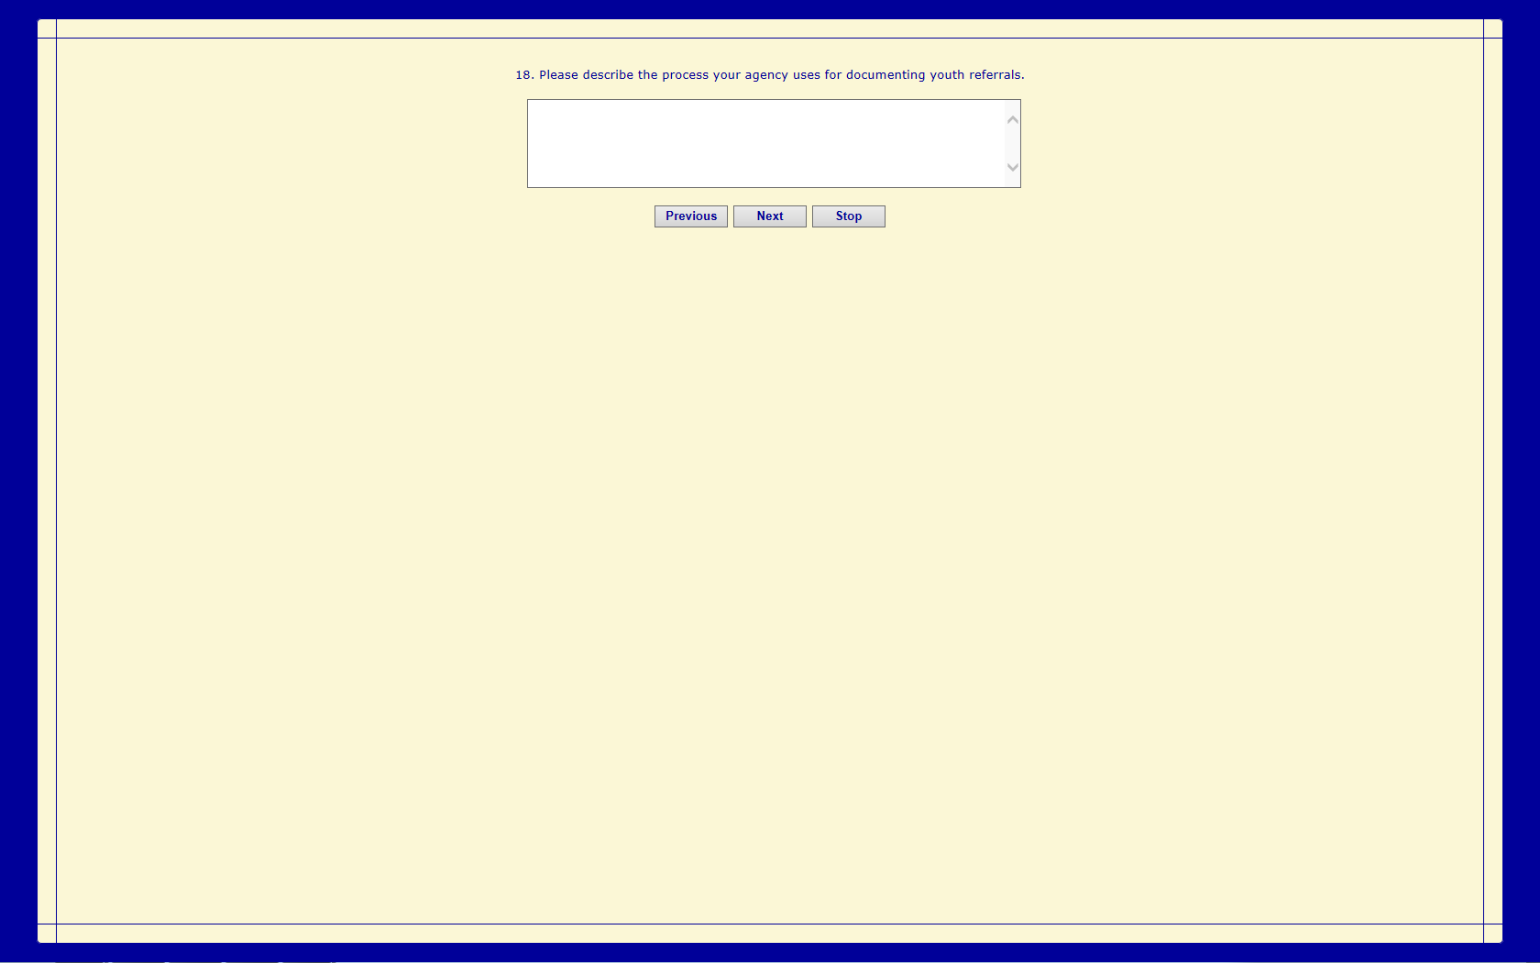 18. Please describe the process your agency uses for documenting youth referrals.
Previous Next Stop